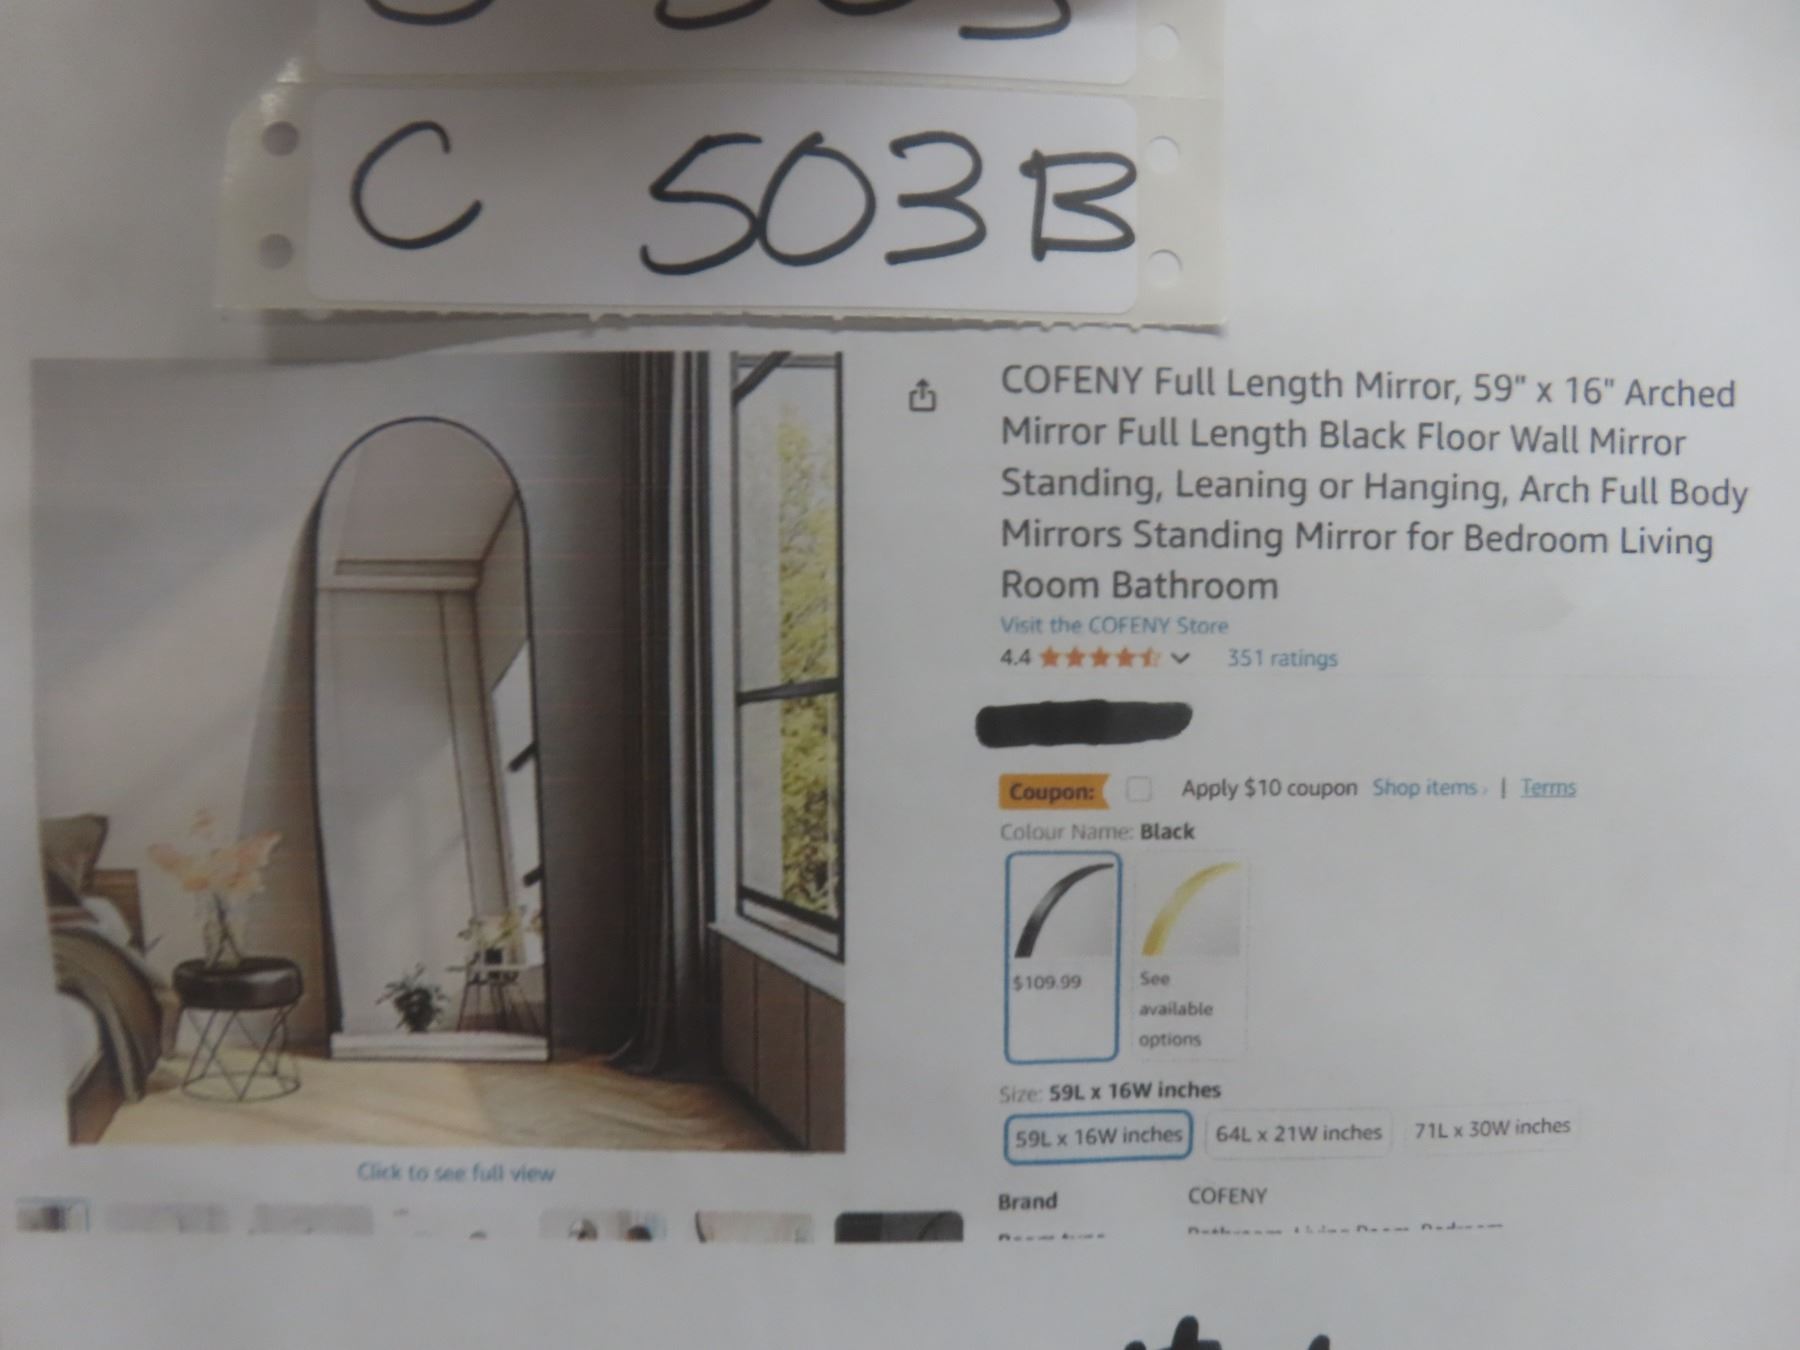 C 503B
COFENY Full Length Mirror, 59" x 16" Arched
Mirror Full Length Black Floor Wall Mirror
Standing, Leaning or Hanging, Arch Full Body
Mirrors Standing Mirror for Bedroom Living
Room Bathroom
Visit the COFENY Store
4.4 351 ratings
Coupon: Apply $10 coupon Shop items › | Terms
Colour Name: Black
$109.99
See
available
options
Size: 59L x 16W inches
59L x 16W inches 64L x 21W inches 71L x 30W inches
Click to see full view
Brand COFENY